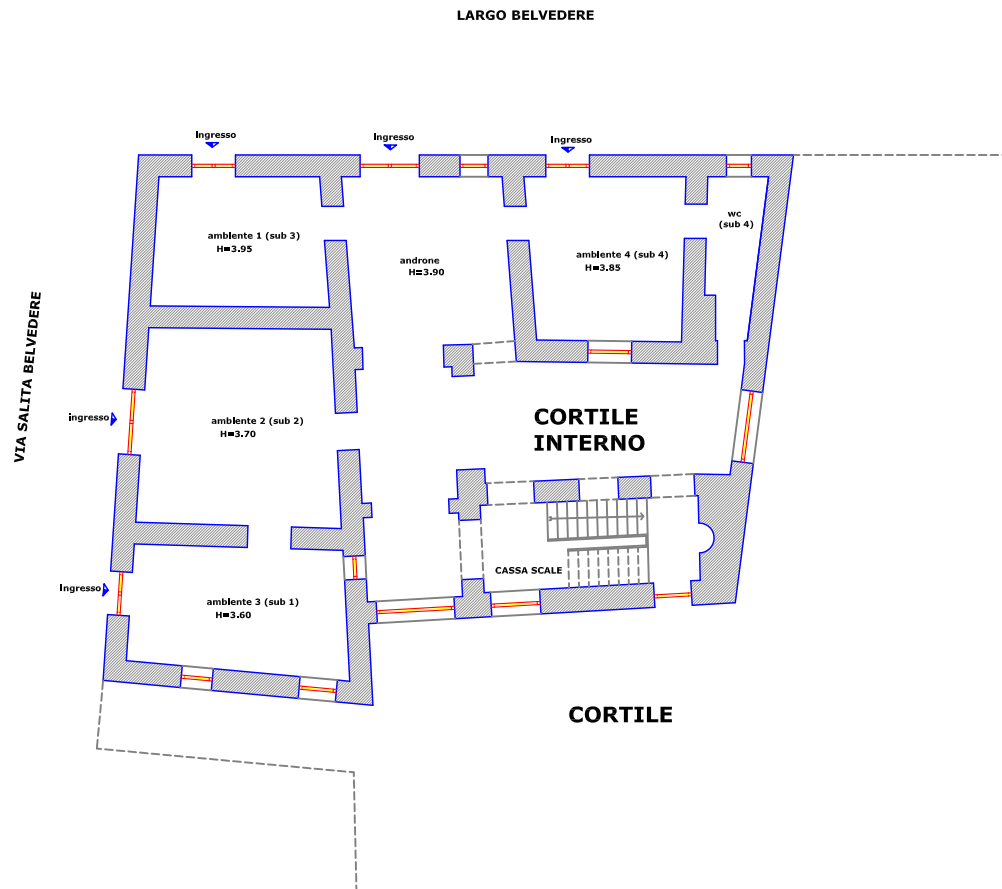 LARGO BELVEDERE
Ingresso
Ingresso
Ingresso
wc
(sub 4)
ambiente 1 (sub 3)
H=3.95
androne
H=3.90
ambiente 4 (sub 4)
H=3.85
VIA SALITA BELVEDERE
ingresso
ambiente 2 (sub 2)
H=3.70
CORTILE
INTERNO
CASSA SCALE
Ingresso
ambiente 3 (sub 1)
H=3.60
CORTILE